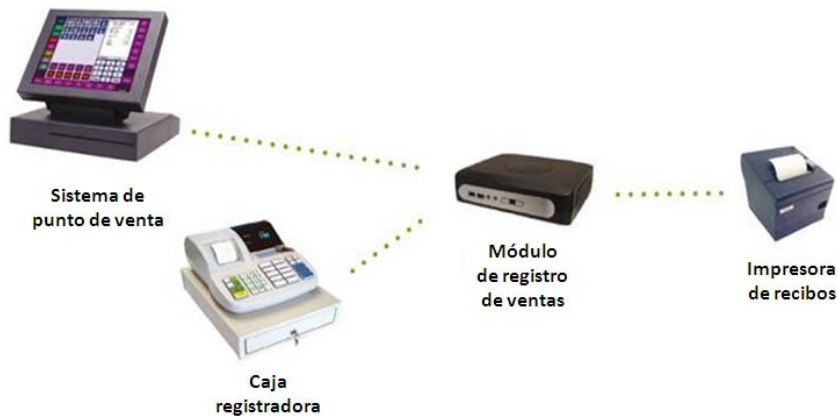 Sistema de
punto de venta
Caja
registradora
Módulo
de registro
de ventas
Impresora
de recibos